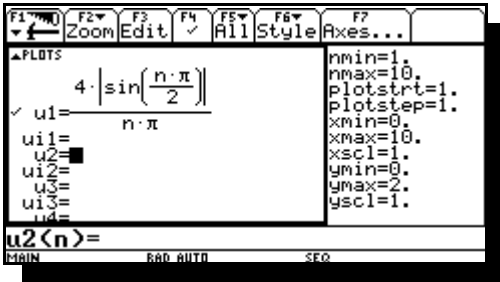 F1 F2 Zoom F3 Edit F4 ✓ F5 All F6 Style F7 Axes...
▲PLOTS
✓ u1=4·|sin(n·π/2)|/n·π
ui1=
u2=
ui2=
u3=
ui3=
u4=
nmin=1.
nmax=10.
plotstrt=1.
plotstep=1.
xmin=0.
xmax=10.
xscl=1.
ymin=0.
ymax=2.
yscl=1.
u2(n)=
MAIN RAD AUTO SEQ